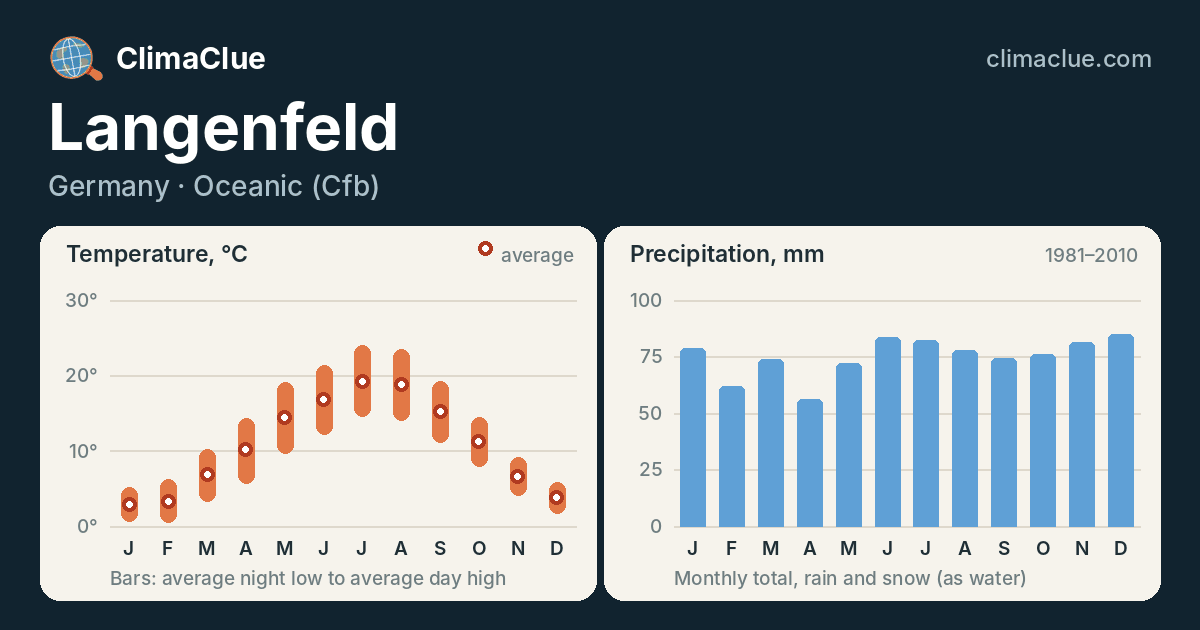 ClimaClue
climaclue.com
Langenfeld
Germany · Oceanic (Cfb)
Temperature, °C
average
30°
20°
10°
0°
J F M A M J J A S O N D
Bars: average night low to average day high
Precipitation, mm
1981–2010
100
75
50
25
0
J F M A M J J A S O N D
Monthly total, rain and snow (as water)